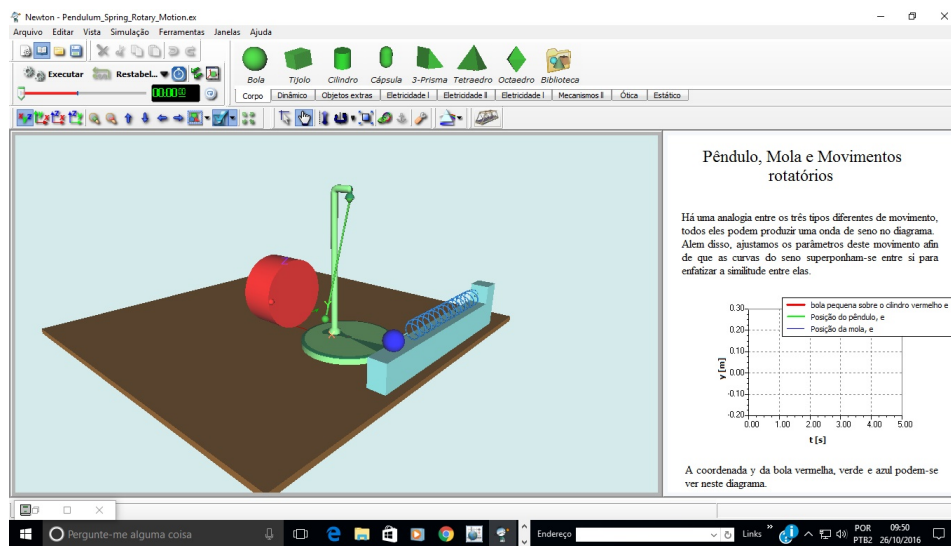 Newton - Pendulum_Spring_Rotary_Motion.ex
Arquivo Editar Vista Simulação Ferramentas Janelas Ajuda
Executar Restabel...
00.00
Bola Tijolo Cilindro Cápsula 3-Prisma Tetraedro Octaedro Biblioteca
Corpo Dinâmico Objetos extras Eletricidade I Eletricidade II Eletricidade I Mecanismos II Ótica Estático
Pêndulo, Mola e Movimentos
rotatórios
Há uma analogia entre os três tipos diferentes de movimento,
todos eles podem produzir uma onda de seno no diagrama.
Alem disso, ajustamos os parâmetros deste movimento afin
de que as curvas do seno superponham-se entre si para
enfatizar a similitude entre elas.
bola pequena sobre o cilindro vermelho e
Posição do pêndulo, e
Posição da mola, e
0.30
0.20
0.10
0.00
-0.10
-0.20
y [m]
0.00 1.00 2.00 3.00 4.00 5.00
t [s]
A coordenada y da bola vermelha, verde e azul podem-se
ver neste diagrama.
Pergunte-me alguma coisa
Endereço
Links
POR 09:50
PTB2 26/10/2016